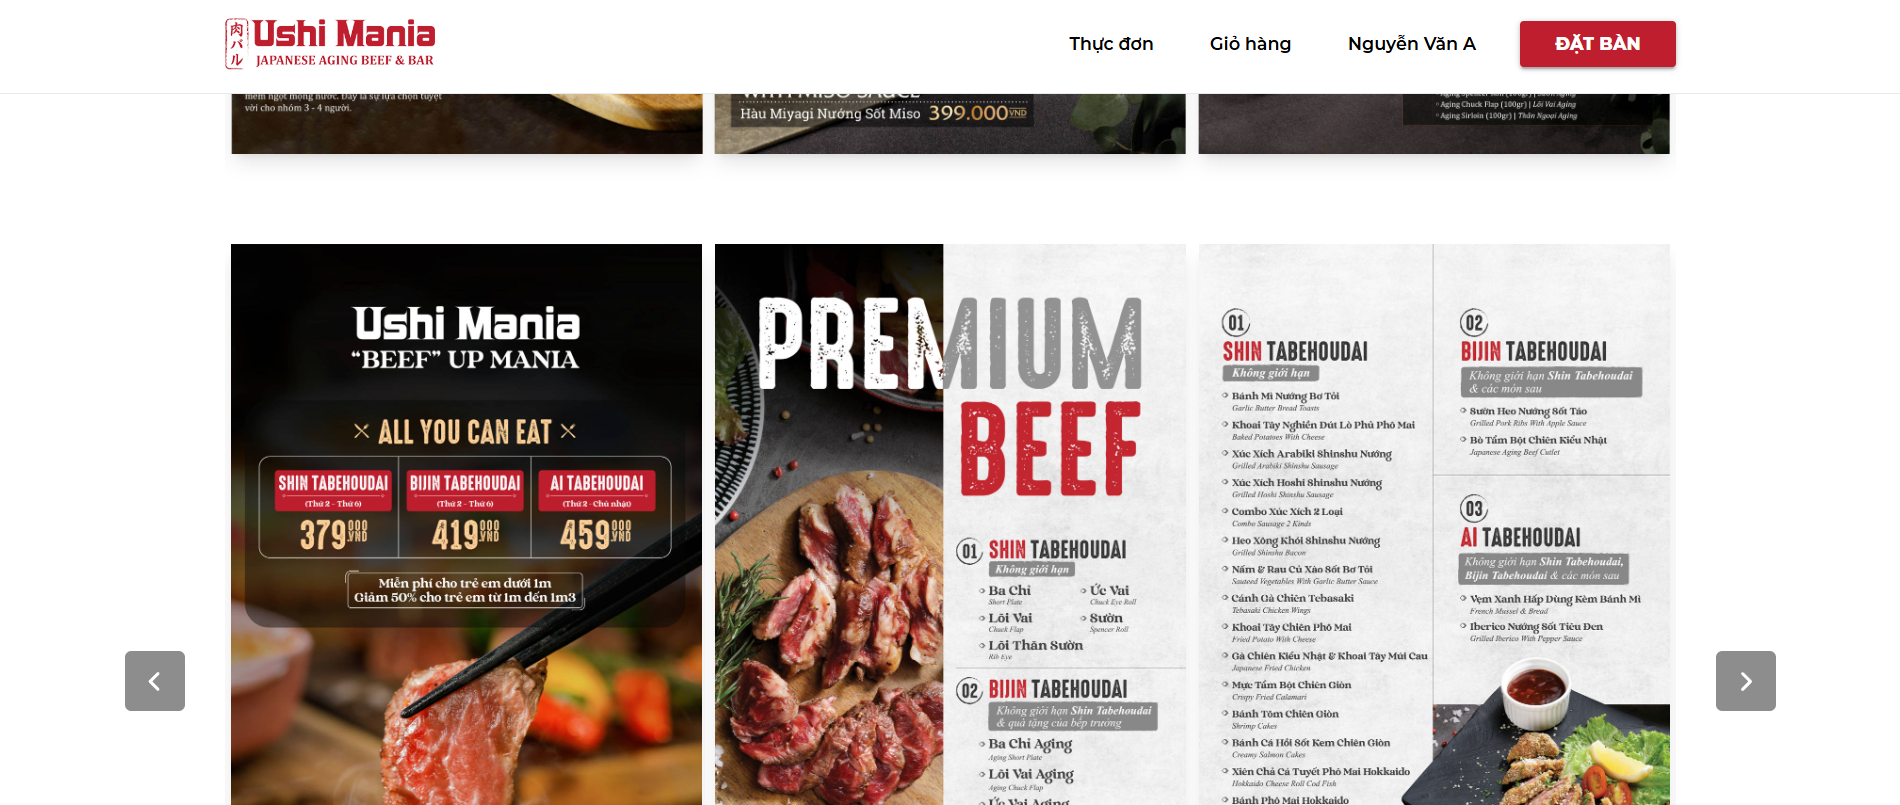 肉バル
Ushi Mania
JAPANESE AGING BEEF & BAR
Thực đơn
Giỏ hàng
Nguyễn Văn A
ĐẶT BÀN
mềm ngọt mọng nước. Đây là sự lựa chọn tuyệt
vời cho nhóm 3 - 4 người.
WITH MISO SAUCE
Hàu Miyagi Nướng Sốt Miso 399.000 VND
Aging Chuck Flap (100gr) | Lõi Vai Aging
Aging Sirloin (100gr) | Thăn Ngoại Aging
Ushi Mania
“BEEF” UP MANIA
ALL YOU CAN EAT
SHIN TABEHOUDAI
(Thứ 2 - Thứ 6)
379 000 VND
BIJIN TABEHOUDAI
(Thứ 2 - Thứ 6)
419 000 VND
AI TABEHOUDAI
(Thứ 2 - Chủ nhật)
459 000 VND
Miễn phí cho trẻ em dưới 1m
Giảm 50% cho trẻ em từ 1m đến 1m3
PREMIUM
BEEF
01 SHIN TABEHOUDAI
Không giới hạn
Ba Chỉ
Short Plate
Ức Vai
Chuck Eye Roll
Lõi Vai
Chuck Flap
Sườn
Spencer Roll
Lõi Thăn Sườn
Rib Eye
02 BIJIN TABEHOUDAI
Không giới hạn Shin Tabehoudai
& quà tặng của bếp trưởng
Ba Chỉ Aging
Aging Short Plate
Lõi Vai Aging
Aging Chuck Flap
Ức Vai Aging
01
SHIN TABEHOUDAI
Không giới hạn
Bánh Mì Nướng Bơ Tỏi
Garlic Butter Bread Toasts
Khoai Tây Nghiền Đút Lò Phủ Phô Mai
Baked Potatoes With Cheese
Xúc Xích Arabiki Shinshu Nướng
Grilled Arabiki Shinshu Sausage
Xúc Xích Hoshi Shinshu Nướng
Grilled Hoshi Shinshu Sausage
Combo Xúc Xích 2 Loại
Combo Sausage 2 Kinds
Heo Xông Khói Shinshu Nướng
Grilled Shinshu Bacon
Nấm & Rau Củ Xào Sốt Bơ Tỏi
Sauteed Vegetables With Garlic Butter Sauce
Cánh Gà Chiên Tebasaki
Tebasaki Chicken Wings
Khoai Tây Chiên Phô Mai
Fried Potato With Cheese
Gà Chiên Kiểu Nhật & Khoai Tây Múi Cau
Japanese Fried Chicken
Mực Tẩm Bột Chiên Giòn
Crispy Fried Calamari
Bánh Tôm Chiên Giòn
Shrimp Cakes
Bánh Cá Hồi Sốt Kem Chiên Giòn
Creamy Salmon Cakes
Xiên Chả Cá Tuyết Phô Mai Hokkaido
Hokkaido Cheese Roll Cod Fish
Bánh Phô Mai Hokkaido
02
BIJIN TABEHOUDAI
Không giới hạn Shin Tabehoudai
& các món sau
Sườn Heo Nướng Sốt Táo
Grilled Pork Ribs With Apple Sauce
Bò Tẩm Bột Chiên Kiểu Nhật
Japanese Aging Beef Cutlet
03
AI TABEHOUDAI
Không giới hạn Shin Tabehoudai,
Bijin Tabehoudai & các món sau
Vẹm Xanh Hấp Dùng Kèm Bánh Mì
French Mussel & Bread
Iberico Nướng Sốt Tiêu Đen
Grilled Iberico With Pepper Sauce